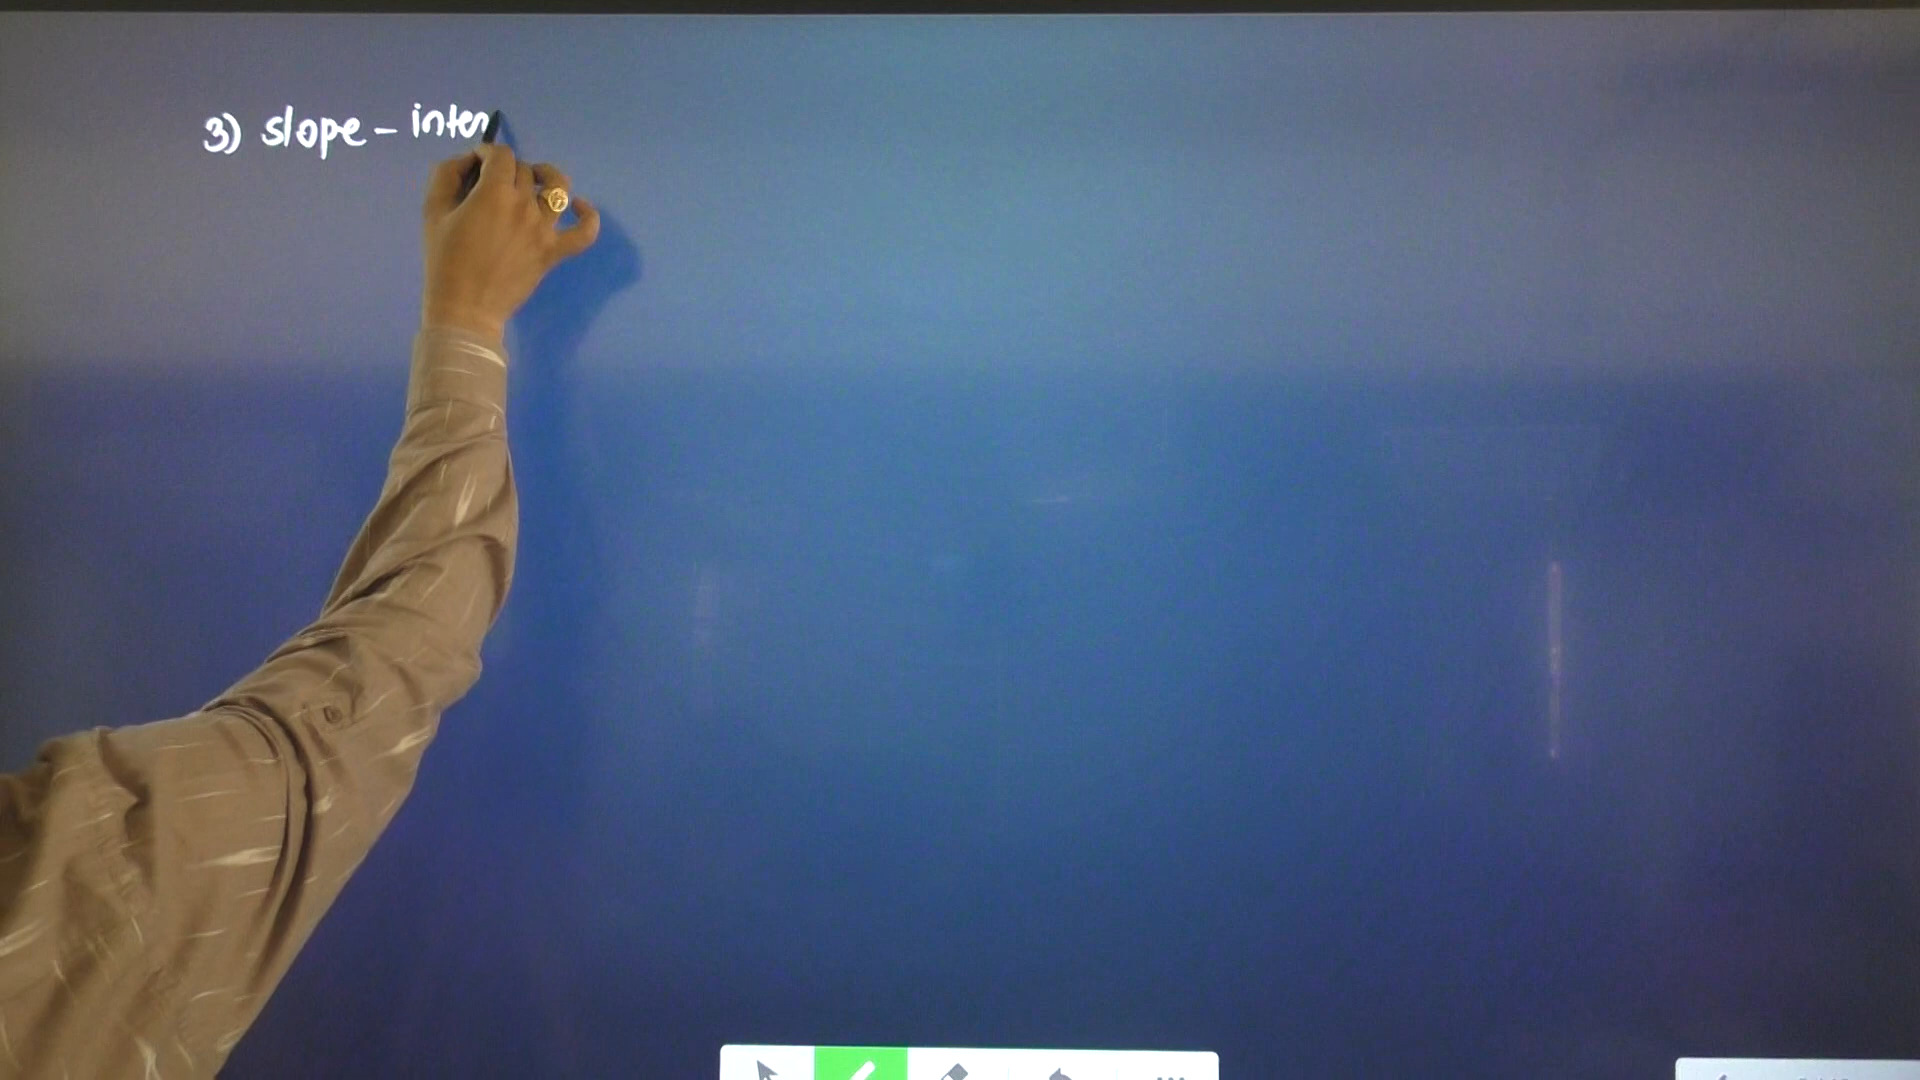 3) slope - inter